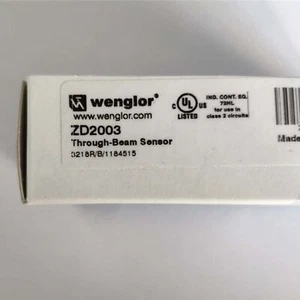 wenglor®
www.wenglor.com
ZD2003
Through-Beam Sensor
3218R/B/1184515
C UL US
LISTED
IND. CONT. EQ.
72HL
for use in
class 2 circuits
Made